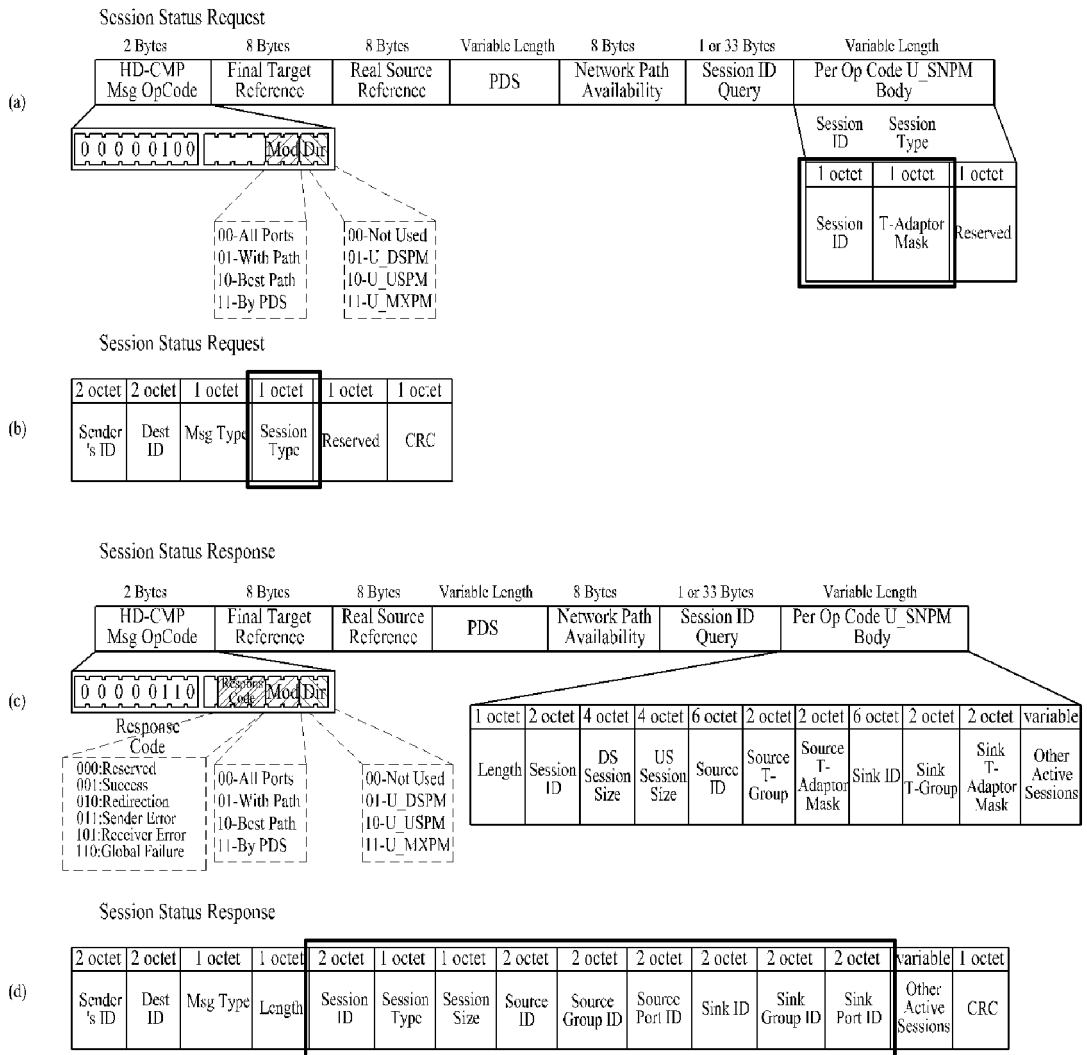 Session Status Request
2 Bytes 8 Bytes 8 Bytes Variable Length 8 Bytes 1 or 33 Bytes Variable Length
HD-CMP Msg OpCode
Final Target Reference
Real Source Reference
PDS
Network Path Availability
Session ID Query
Per Op Code U_SNPM Body
(a)
0 0 0 0 0 1 0 0 Mod Dir
00-All Ports
01-With Path
10-Best Path
11-By PDS
00-Not Used
01-U_DSPM
10-U_USPM
11-U_MXPM
Session ID
Session Type
1 octet 1 octet 1 octet
Session ID
T-Adaptor Mask
Reserved
Session Status Request
(b)
2 octet 2 octet 1 octet 1 octet 1 octet 1 octet
Sender 's ID
Dest ID
Msg Type
Session Type
Reserved
CRC
Session Status Response
2 Bytes 8 Bytes 8 Bytes Variable Length 8 Bytes 1 or 33 Bytes Variable Length
HD-CMP Msg OpCode
Final Target Reference
Real Source Reference
PDS
Network Path Availability
Session ID Query
Per Op Code U_SNPM Body
(c)
0 0 0 0 0 1 1 0 Respons Code Mod Dir
Response Code
000:Reserved
001:Success
010:Redirection
011:Sender Error
101:Receiver Error
110:Global Failure
00-All Ports
01-With Path
10-Best Path
11-By PDS
00-Not Used
01-U_DSPM
10-U_USPM
11-U_MXPM
1 octet 2 octet 4 octet 4 octet 6 octet 2 octet 2 octet 6 octet 2 octet 2 octet variable
Length
Session ID
DS Session Size
US Session Size
Source ID
Source T-Group
Source T-Adaptor Mask
Sink ID
Sink T-Group
Sink T-Adaptor Mask
Other Active Sessions
Session Status Response
(d)
2 octet 2 octet 1 octet 1 octet 2 octet 1 octet 1 octet 2 octet 2 octet 2 octet 2 octet 2 octet 2 octet variable 1 octet
Sender 's ID
Dest ID
Msg Type
Length
Session ID
Session Type
Session Size
Source ID
Source Group ID
Source Port ID
Sink ID
Sink Group ID
Sink Port ID
Other Active Sessions
CRC